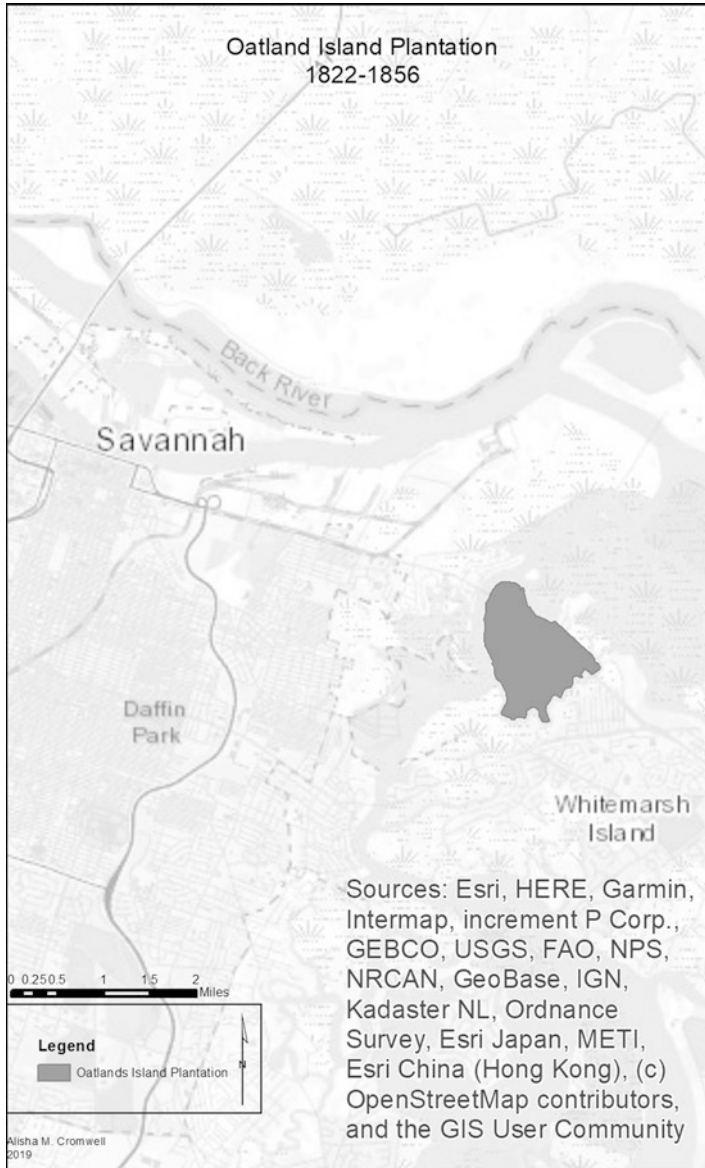 Oatland Island Plantation
1822-1856
Back River
Savannah
Daffin
Park
Whitemarsh
Island
Sources: Esri, HERE, Garmin,
Intermap, increment P Corp.,
GEBCO, USGS, FAO, NPS,
NRCAN, GeoBase, IGN,
Kadaster NL, Ordnance
Survey, Esri Japan, METI,
Esri China (Hong Kong), (c)
OpenStreetMap contributors,
and the GIS User Community
0 0.25 0.5 1 1.5 2
Miles
Legend
Oatlands Island Plantation
N
Alisha M. Cromwell
2019